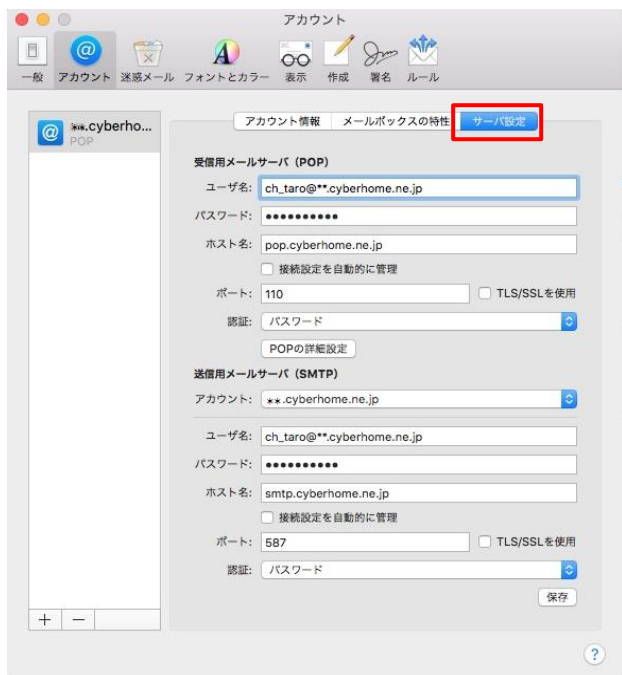 アカウント
一般 アカウント 迷惑メール フォントとカラー 表示 作成 署名 ルール
**.cyberho...
POP
アカウント情報 メールボックスの特性 サーバ設定
受信用メールサーバ (POP)
ユーザ名: ch_taro@**.cyberhome.ne.jp
パスワード: ●●●●●●●●●●
ホスト名: pop.cyberhome.ne.jp
接続設定を自動的に管理
ポート: 110 TLS/SSLを使用
認証: パスワード
POPの詳細設定
送信用メールサーバ (SMTP)
アカウント: **.cyberhome.ne.jp
ユーザ名: ch_taro@**.cyberhome.ne.jp
パスワード: ●●●●●●●●●●
ホスト名: smtp.cyberhome.ne.jp
接続設定を自動的に管理
ポート: 587 TLS/SSLを使用
認証: パスワード
保存
+ −
?